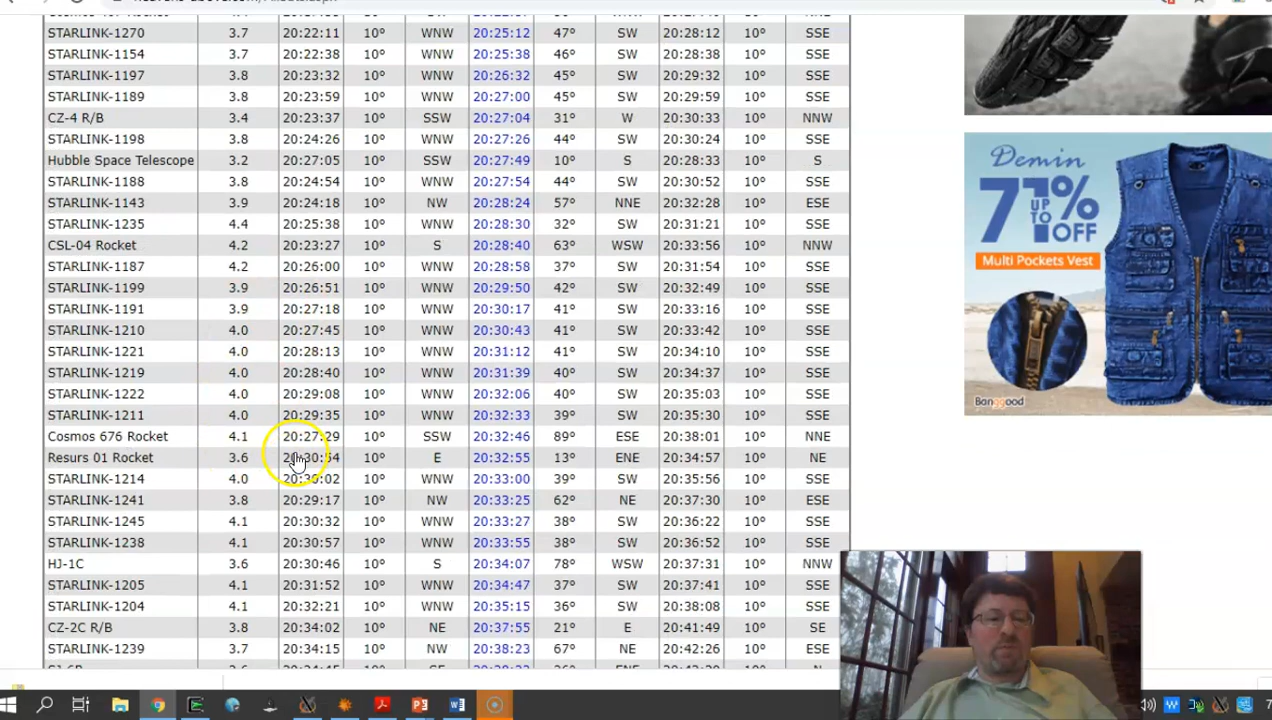 STARLINK-1270 3.7 20:22:11 10° WNW 20:25:12 47° SW 20:28:12 10° SSE
STARLINK-1154 3.7 20:22:38 10° WNW 20:25:38 46° SW 20:28:38 10° SSE
STARLINK-1197 3.8 20:23:32 10° WNW 20:26:32 45° SW 20:29:32 10° SSE
STARLINK-1189 3.8 20:23:59 10° WNW 20:27:00 45° SW 20:29:59 10° SSE
CZ-4 R/B 3.4 20:23:37 10° SSW 20:27:04 31° W 20:30:33 10° NNW
STARLINK-1198 3.8 20:24:26 10° WNW 20:27:26 44° SW 20:30:24 10° SSE
Hubble Space Telescope 3.2 20:27:05 10° SSW 20:27:49 10° S 20:28:33 10° S
STARLINK-1188 3.8 20:24:54 10° WNW 20:27:54 44° SW 20:30:52 10° SSE
STARLINK-1143 3.9 20:24:18 10° NW 20:28:24 57° NNE 20:32:28 10° ESE
STARLINK-1235 4.4 20:25:38 10° WNW 20:28:30 32° SW 20:31:21 10° SSE
CSL-04 Rocket 4.2 20:23:27 10° S 20:28:40 63° WSW 20:33:56 10° NNW
STARLINK-1187 4.2 20:26:00 10° WNW 20:28:58 37° SW 20:31:54 10° SSE
STARLINK-1199 3.9 20:26:51 10° WNW 20:29:50 42° SW 20:32:49 10° SSE
STARLINK-1191 3.9 20:27:18 10° WNW 20:30:17 41° SW 20:33:16 10° SSE
STARLINK-1210 4.0 20:27:45 10° WNW 20:30:43 41° SW 20:33:42 10° SSE
STARLINK-1221 4.0 20:28:13 10° WNW 20:31:12 41° SW 20:34:10 10° SSE
STARLINK-1219 4.0 20:28:40 10° WNW 20:31:39 40° SW 20:34:37 10° SSE
STARLINK-1222 4.0 20:29:08 10° WNW 20:32:06 40° SW 20:35:03 10° SSE
STARLINK-1211 4.0 20:29:35 10° WNW 20:32:33 39° SW 20:35:30 10° SSE
Cosmos 676 Rocket 4.1 20:27:29 10° SSW 20:32:46 89° ESE 20:38:01 10° NNE
Resurs 01 Rocket 3.6 10° E 20:32:55 13° ENE 20:34:57 10° NE
STARLINK-1214 4.0 20:30:02 10° WNW 20:33:00 39° SW 20:35:56 10° SSE
STARLINK-1241 3.8 20:29:17 10° NW 20:33:25 62° NE 20:37:30 10° ESE
STARLINK-1245 4.1 20:30:32 10° WNW 20:33:27 38° SW 20:36:22 10° SSE
STARLINK-1238 4.1 20:30:57 10° WNW 20:33:55 38° SW 20:36:52 10° SSE
HJ-1C 3.6 20:30:46 10° S 20:34:07 78° WSW 20:37:31 10° NNW
STARLINK-1205 4.1 20:31:52 10° WNW 20:34:47 37° SW 20:37:41 10° SSE
STARLINK-1204 4.1 20:32:21 10° WNW 20:35:15 36° SW 20:38:08 10° SSE
CZ-2C R/B 3.8 20:34:02 10° NE 20:37:55 21° E 20:41:49 10° SE
STARLINK-1239 3.7 20:34:15 10° NW 20:38:23 67° NE 20:42:26 10° ESE
Demin
71% UP TO OFF
Multi Pockets Vest
Banggood